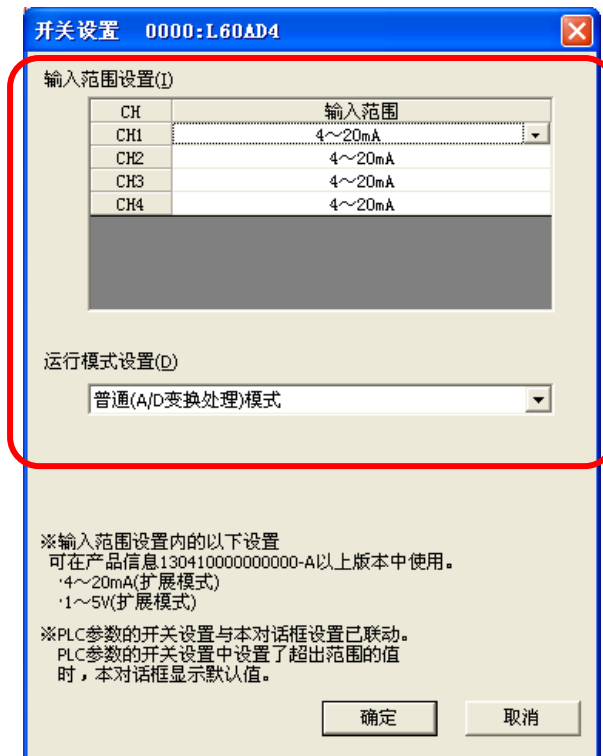 开关设置 0000:L60AD4
输入范围设置(I)
CH 输入范围
CH1 4～20mA
CH2 4～20mA
CH3 4～20mA
CH4 4～20mA
运行模式设置(D)
普通(A/D变换处理)模式
※输入范围设置内的以下设置
可在产品信息130410000000000-A以上版本中使用。
·4～20mA(扩展模式)
·1～5V(扩展模式)
※PLC参数的开关设置与本对话框设置已联动。
PLC参数的开关设置中设置了超出范围的值
时，本对话框显示默认值。
确定 取消